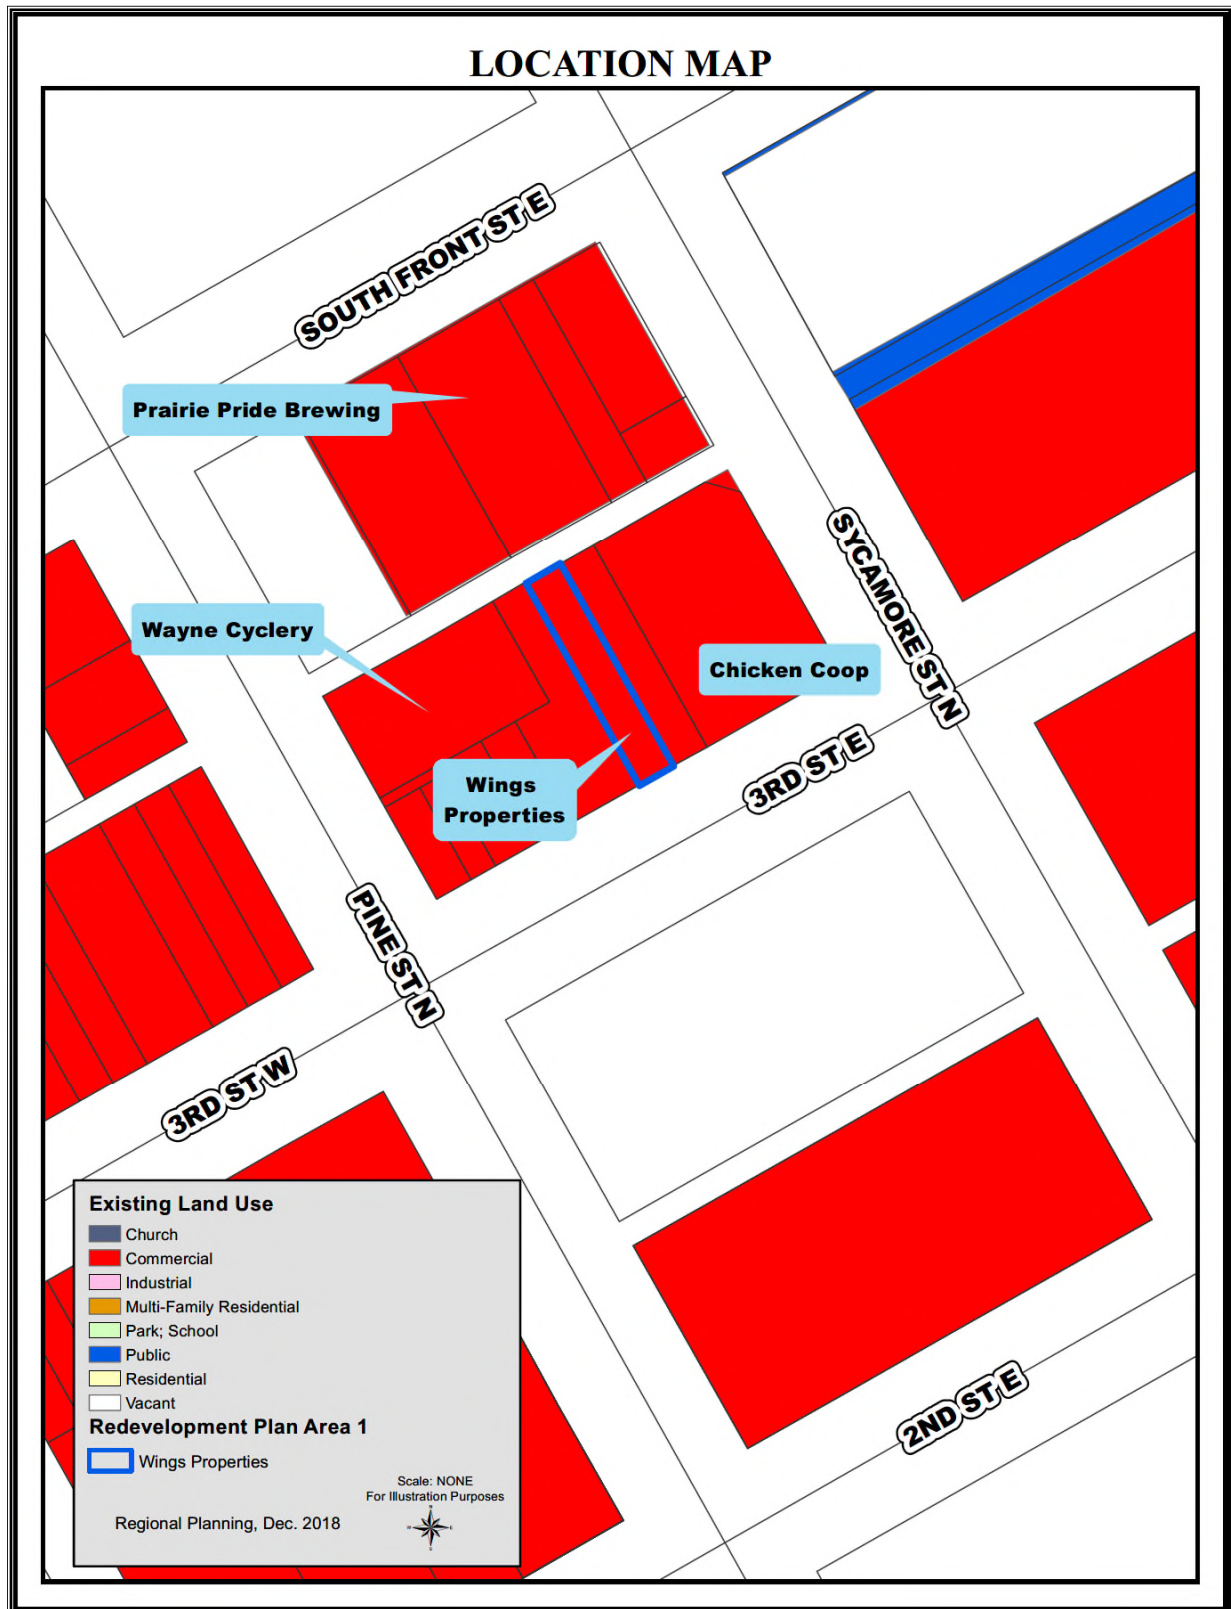 LOCATION MAP
SOUTH FRONT ST E
Prairie Pride Brewing
SYCAMORE ST N
Wayne Cyclery
Chicken Coop
Wings
Properties
3RD ST E
PINE ST N
3RD ST W
2ND ST E
Existing Land Use
Church
Commercial
Industrial
Multi-Family Residential
Park; School
Public
Residential
Vacant
Redevelopment Plan Area 1
Wings Properties
Scale: NONE
For Illustration Purposes
Regional Planning, Dec. 2018
N
W
E
S